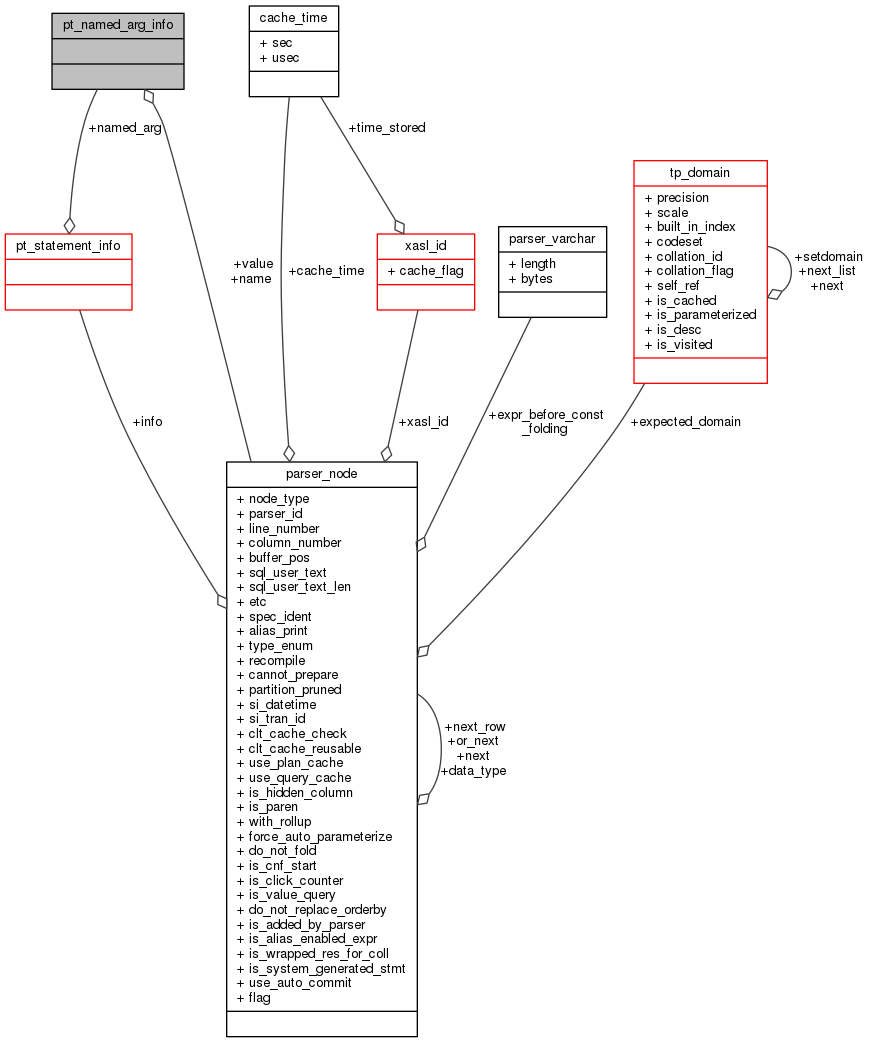 pt_named_arg_info
cache_time
+ sec
+ usec
+named_arg
+time_stored
tp_domain
+ precision
+ scale
+ built_in_index
+ codeset
+ collation_id
+ collation_flag
+ self_ref
+ is_cached
+ is_parameterized
+ is_desc
+ is_visited
+setdomain
+next_list
+next
pt_statement_info
xasl_id
+ cache_flag
parser_varchar
+ length
+ bytes
+value
+name
+cache_time
+info
+xasl_id
+expr_before_const
_folding
+expected_domain
parser_node
+ node_type
+ parser_id
+ line_number
+ column_number
+ buffer_pos
+ sql_user_text
+ sql_user_text_len
+ etc
+ spec_ident
+ alias_print
+ type_enum
+ recompile
+ cannot_prepare
+ partition_pruned
+ si_datetime
+ si_tran_id
+ clt_cache_check
+ clt_cache_reusable
+ use_plan_cache
+ use_query_cache
+ is_hidden_column
+ is_paren
+ with_rollup
+ force_auto_parameterize
+ do_not_fold
+ is_cnf_start
+ is_click_counter
+ is_value_query
+ do_not_replace_orderby
+ is_added_by_parser
+ is_alias_enabled_expr
+ is_wrapped_res_for_coll
+ is_system_generated_stmt
+ use_auto_commit
+ flag
+next_row
+or_next
+next
+data_type